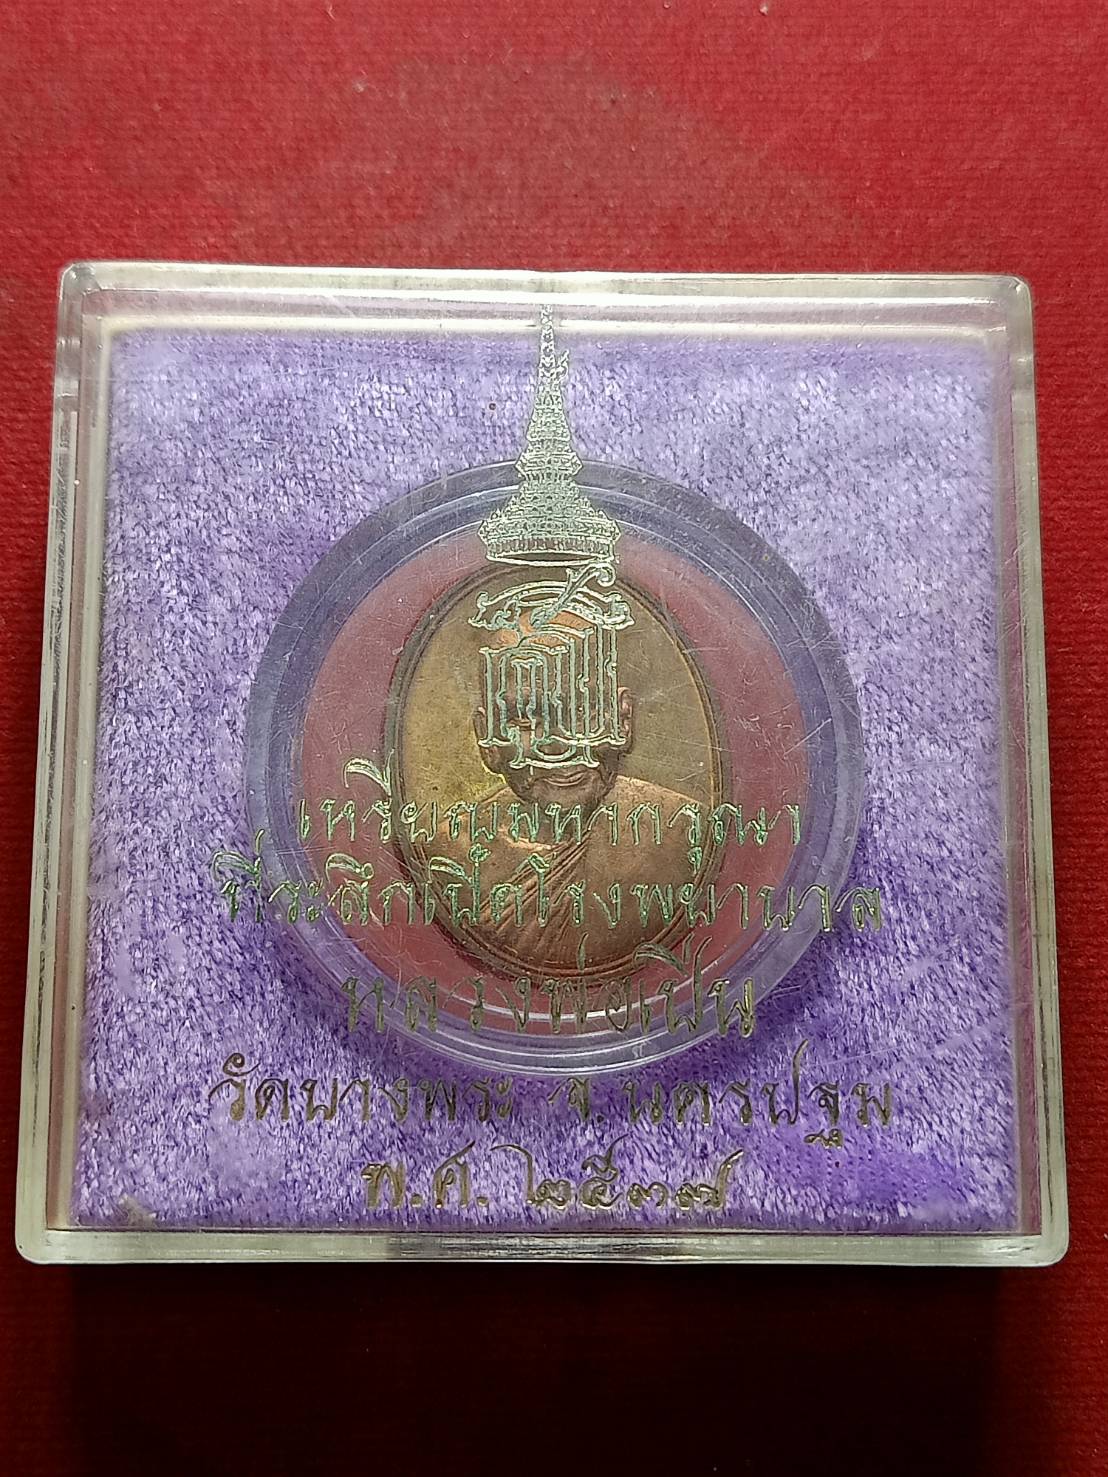 เหรียญมหากรุณา
ที่ระลึกเปิดโรงพยาบาล
หลวงพ่อเปิ่น
วัดบางพระ จ.นครปฐม
พ.ศ. ๒๕๓๗